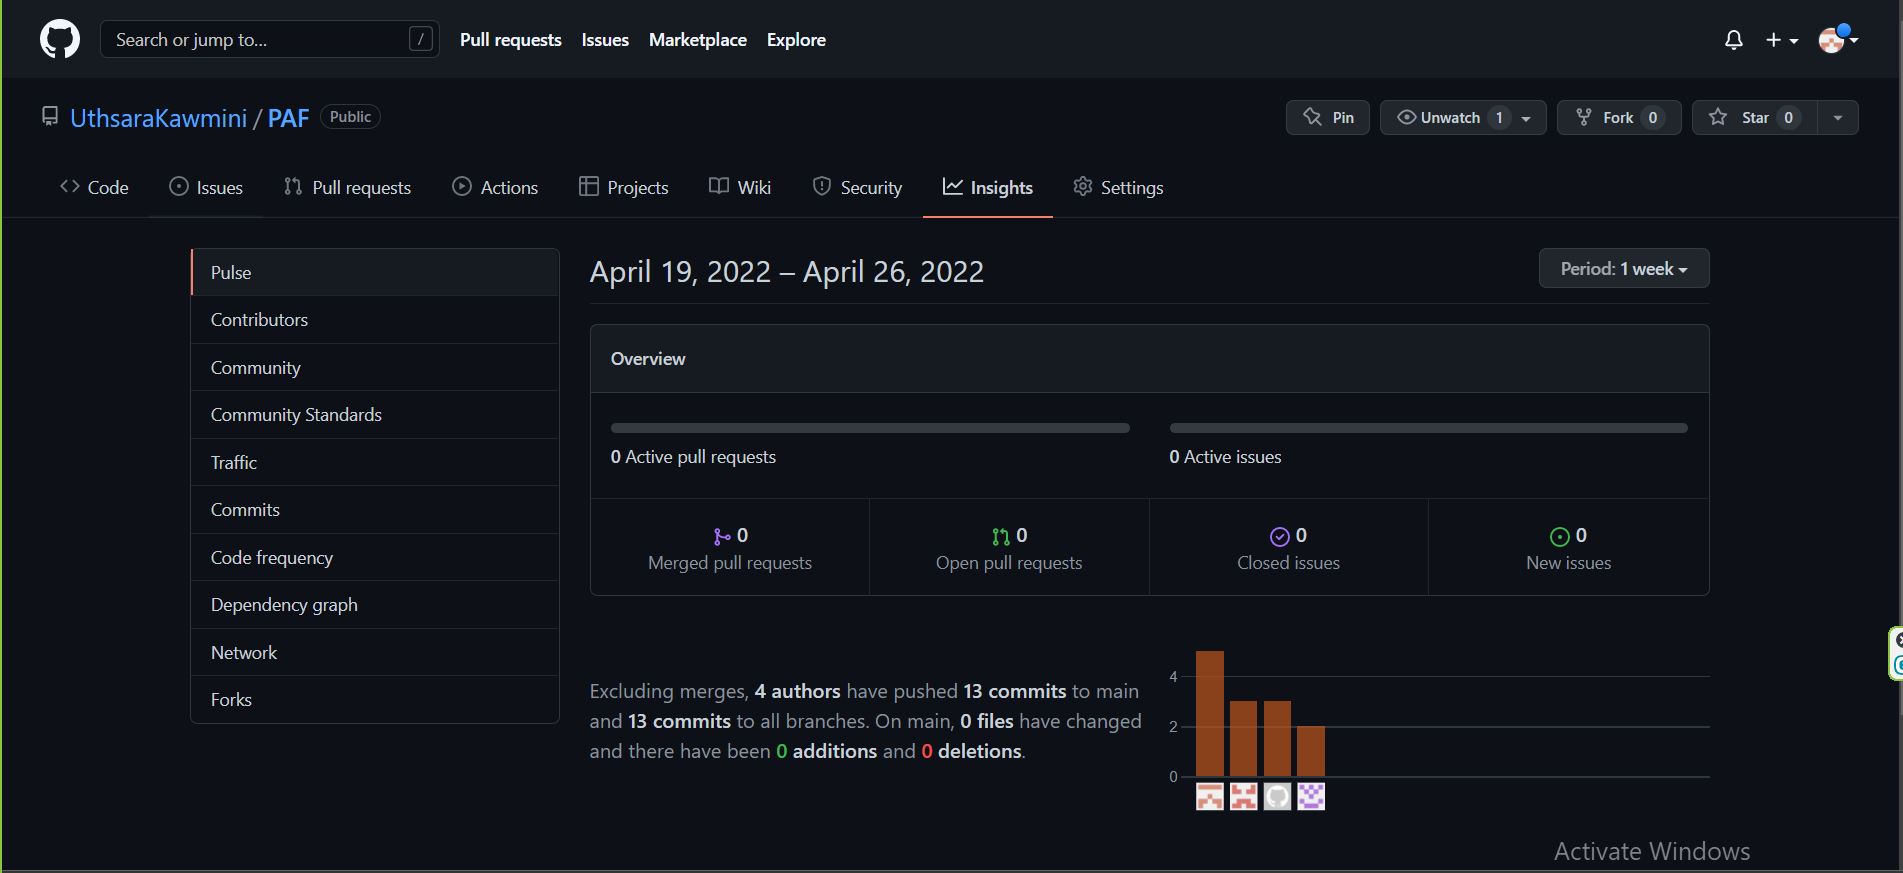 Search or jump to... /
Pull requests Issues Marketplace Explore
UthsaraKawmini / PAF Public
Pin Unwatch 1 Fork 0 Star 0
Code Issues Pull requests Actions Projects Wiki Security Insights Settings
Pulse
Contributors
Community
Community Standards
Traffic
Commits
Code frequency
Dependency graph
Network
Forks
April 19, 2022 – April 26, 2022
Period: 1 week
Overview
0 Active pull requests
0 Active issues
0
Merged pull requests
0
Open pull requests
0
Closed issues
0
New issues
Excluding merges, 4 authors have pushed 13 commits to main
and 13 commits to all branches. On main, 0 files have changed
and there have been 0 additions and 0 deletions.
4
2
0
Activate Windows